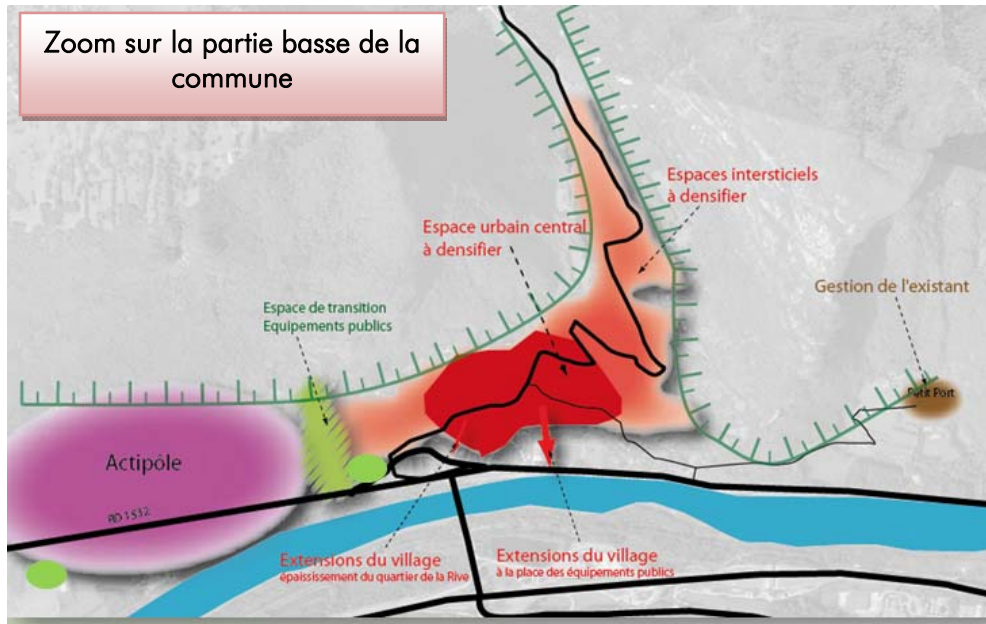 Zoom sur la partie basse de la
commune
Espaces intersticiels
à densifier
Espace urbain central
à densifier
Gestion de l'existant
Espace de transition
Equipements publics
Petit Port
Actipôle
RD 1532
Extensions du village
épaississement du quartier de la Rive
Extensions du village
à la place des équipements publics